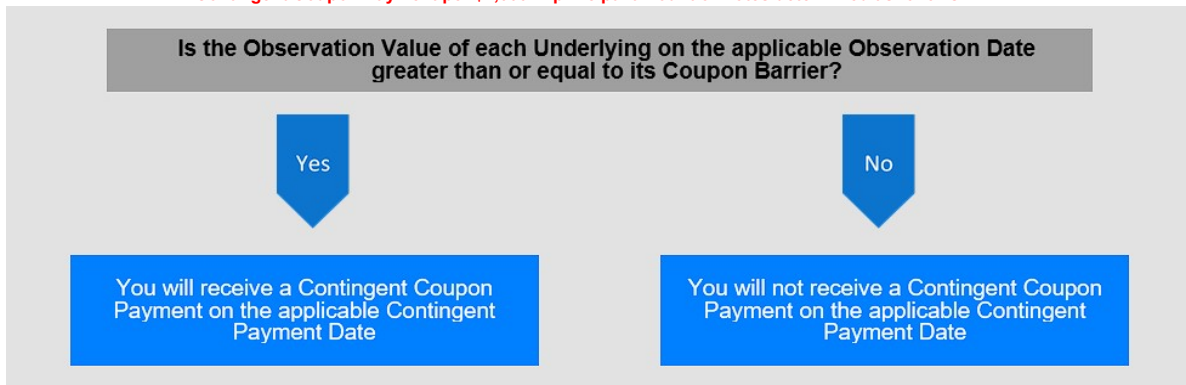 Is the Observation Value of each Underlying on the applicable Observation Date
greater than or equal to its Coupon Barrier?
Yes
No
You will receive a Contingent Coupon
Payment on the applicable Contingent
Payment Date
You will not receive a Contingent Coupon
Payment on the applicable Contingent
Payment Date